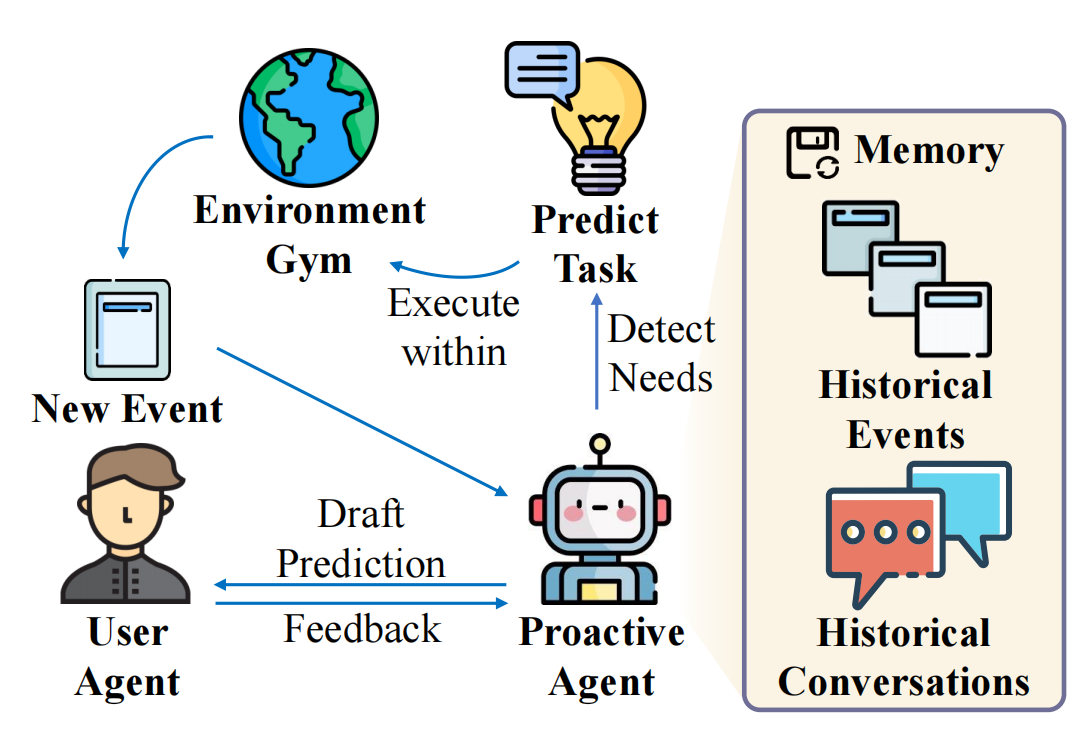 Environment
Gym
Predict
Task
Execute
within
Detect
Needs
New Event
Draft
Prediction
Feedback
User
Agent
Proactive
Agent
Memory
Historical
Events
Historical
Conversations